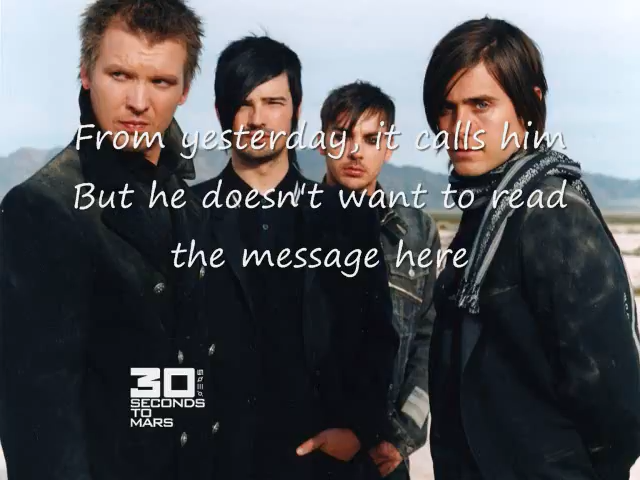 From yesterday, it calls him
But he doesn"t want to read
the message here
30
SECONDS
TO
MARS